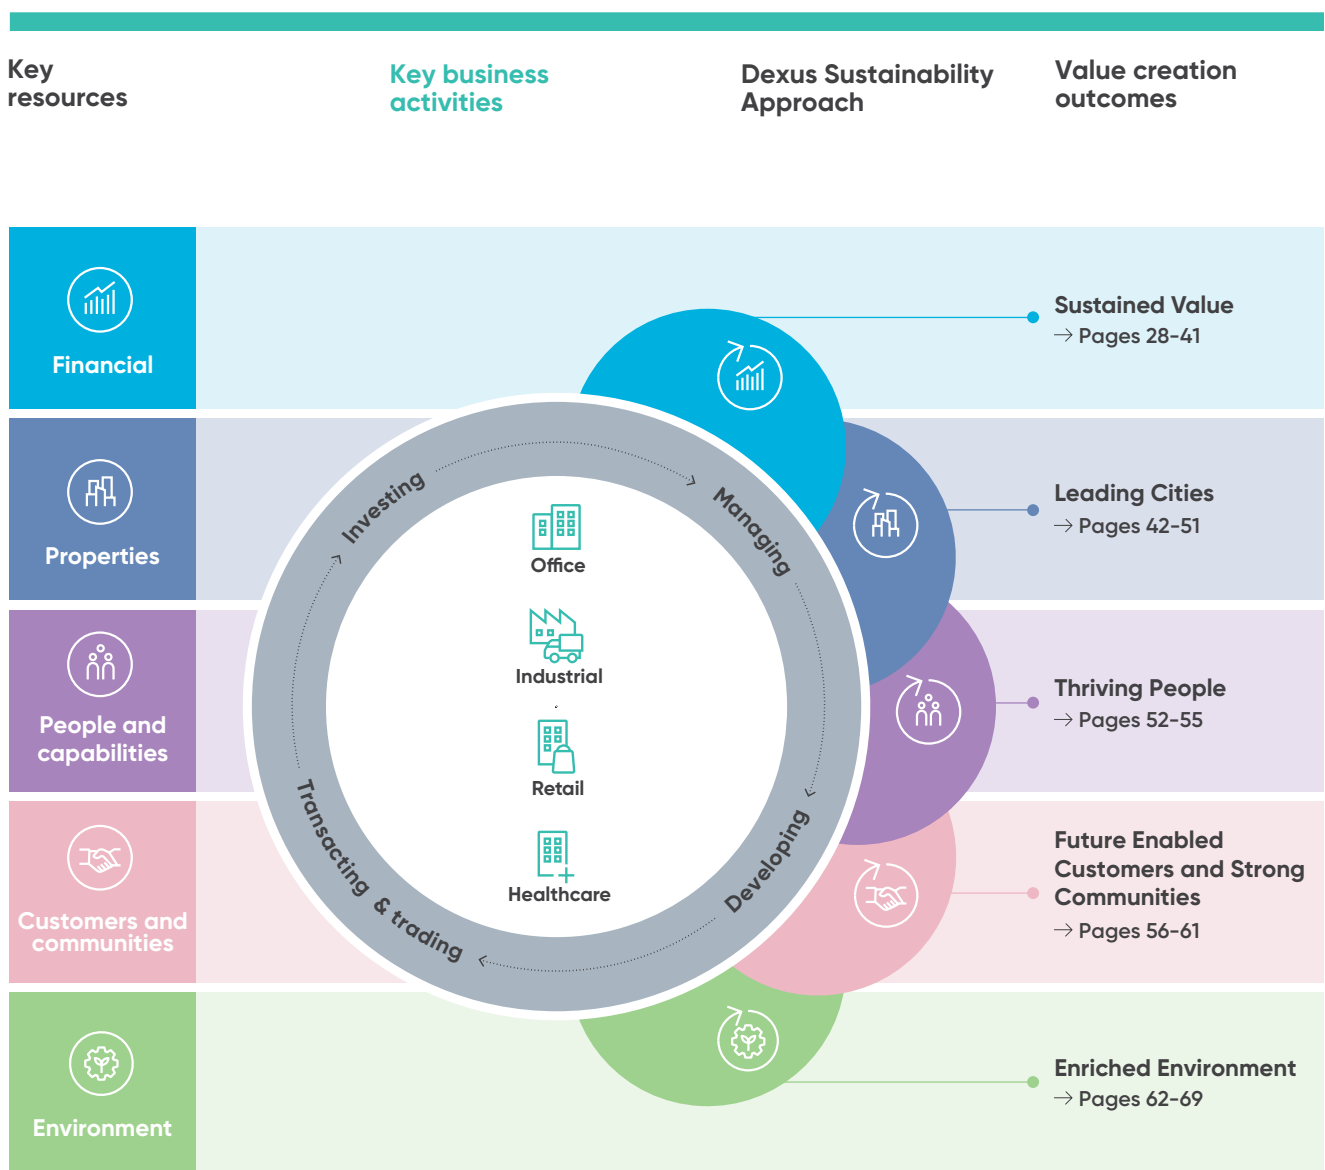 Key
resources
Key business
activities
Dexus Sustainability
Approach
Value creation
outcomes
Financial
Sustained Value
→ Pages 28-41
Properties
Leading Cities
→ Pages 42-51
People and
capabilities
Thriving People
→ Pages 52-55
Customers and
communities
Future Enabled
Customers and Strong
Communities
→ Pages 56-61
Environment
Enriched Environment
→ Pages 62-69
Investing
Managing
Developing
Transacting & trading
Office
Industrial
Retail
Healthcare